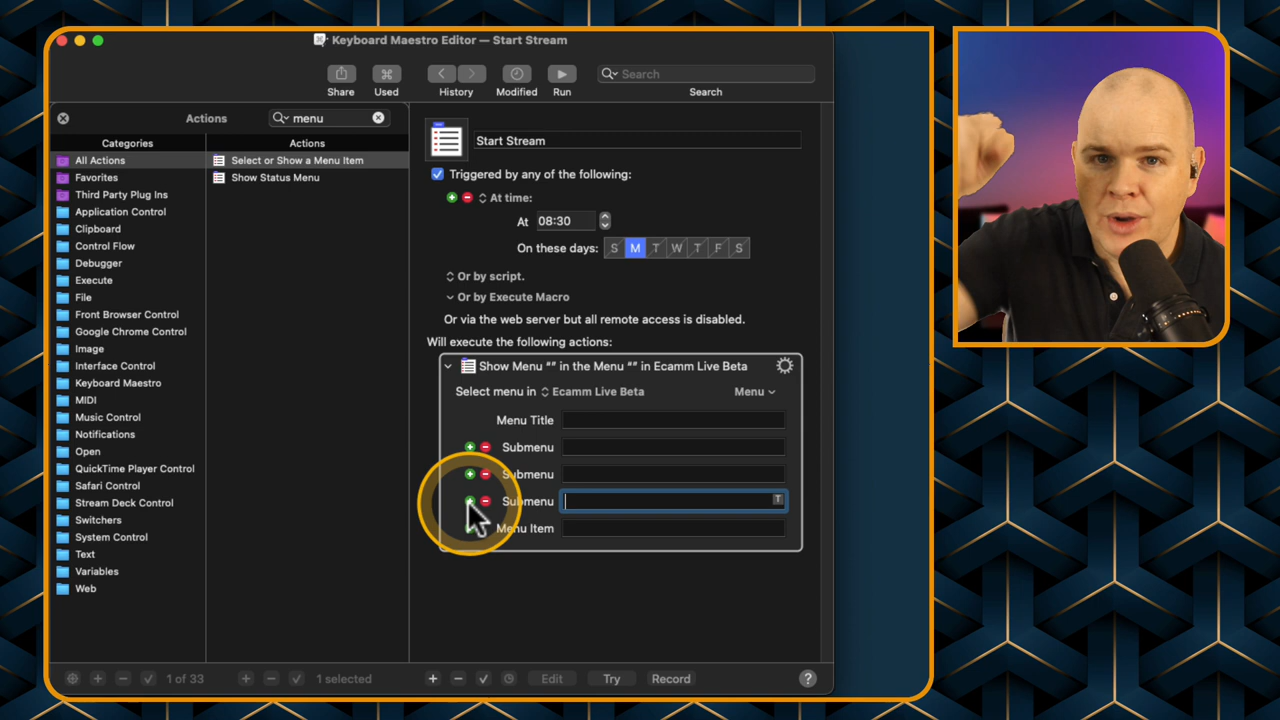 Keyboard Maestro Editor — Start Stream
Share
Used
History
Modified
Run
Search
Search
Actions
menu
Categories
Actions
All Actions
Select or Show a Menu Item
Favorites
Show Status Menu
Third Party Plug Ins
Application Control
Clipboard
Control Flow
Debugger
Execute
File
Front Browser Control
Google Chrome Control
Image
Interface Control
Keyboard Maestro
MIDI
Music Control
Notifications
Open
QuickTime Player Control
Safari Control
Stream Deck Control
Switchers
System Control
Text
Variables
Web
Start Stream
Triggered by any of the following:
At time:
At 08:30
On these days: S M T W T F S
Or by script.
Or by Execute Macro
Or via the web server but all remote access is disabled.
Will execute the following actions:
Show Menu “” in the Menu “” in Ecamm Live Beta
Select menu in Ecamm Live Beta Menu
Menu Title
Submenu
Submenu
Submenu T
Menu Item
1 of 33
1 selected
Edit
Try
Record
?